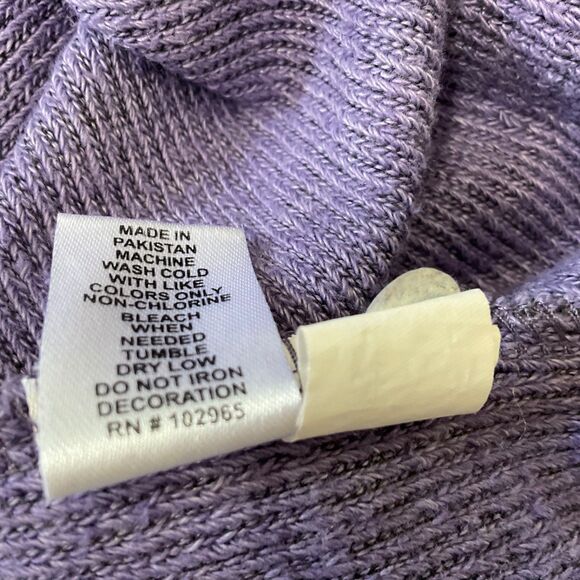 MADE IN
PAKISTAN
MACHINE
WASH COLD
WITH LIKE
COLORS ONLY
NON-CHLORINE
BLEACH
WHEN
NEEDED
TUMBLE
DRY LOW
DO NOT IRON
DECORATION
RN # 102965